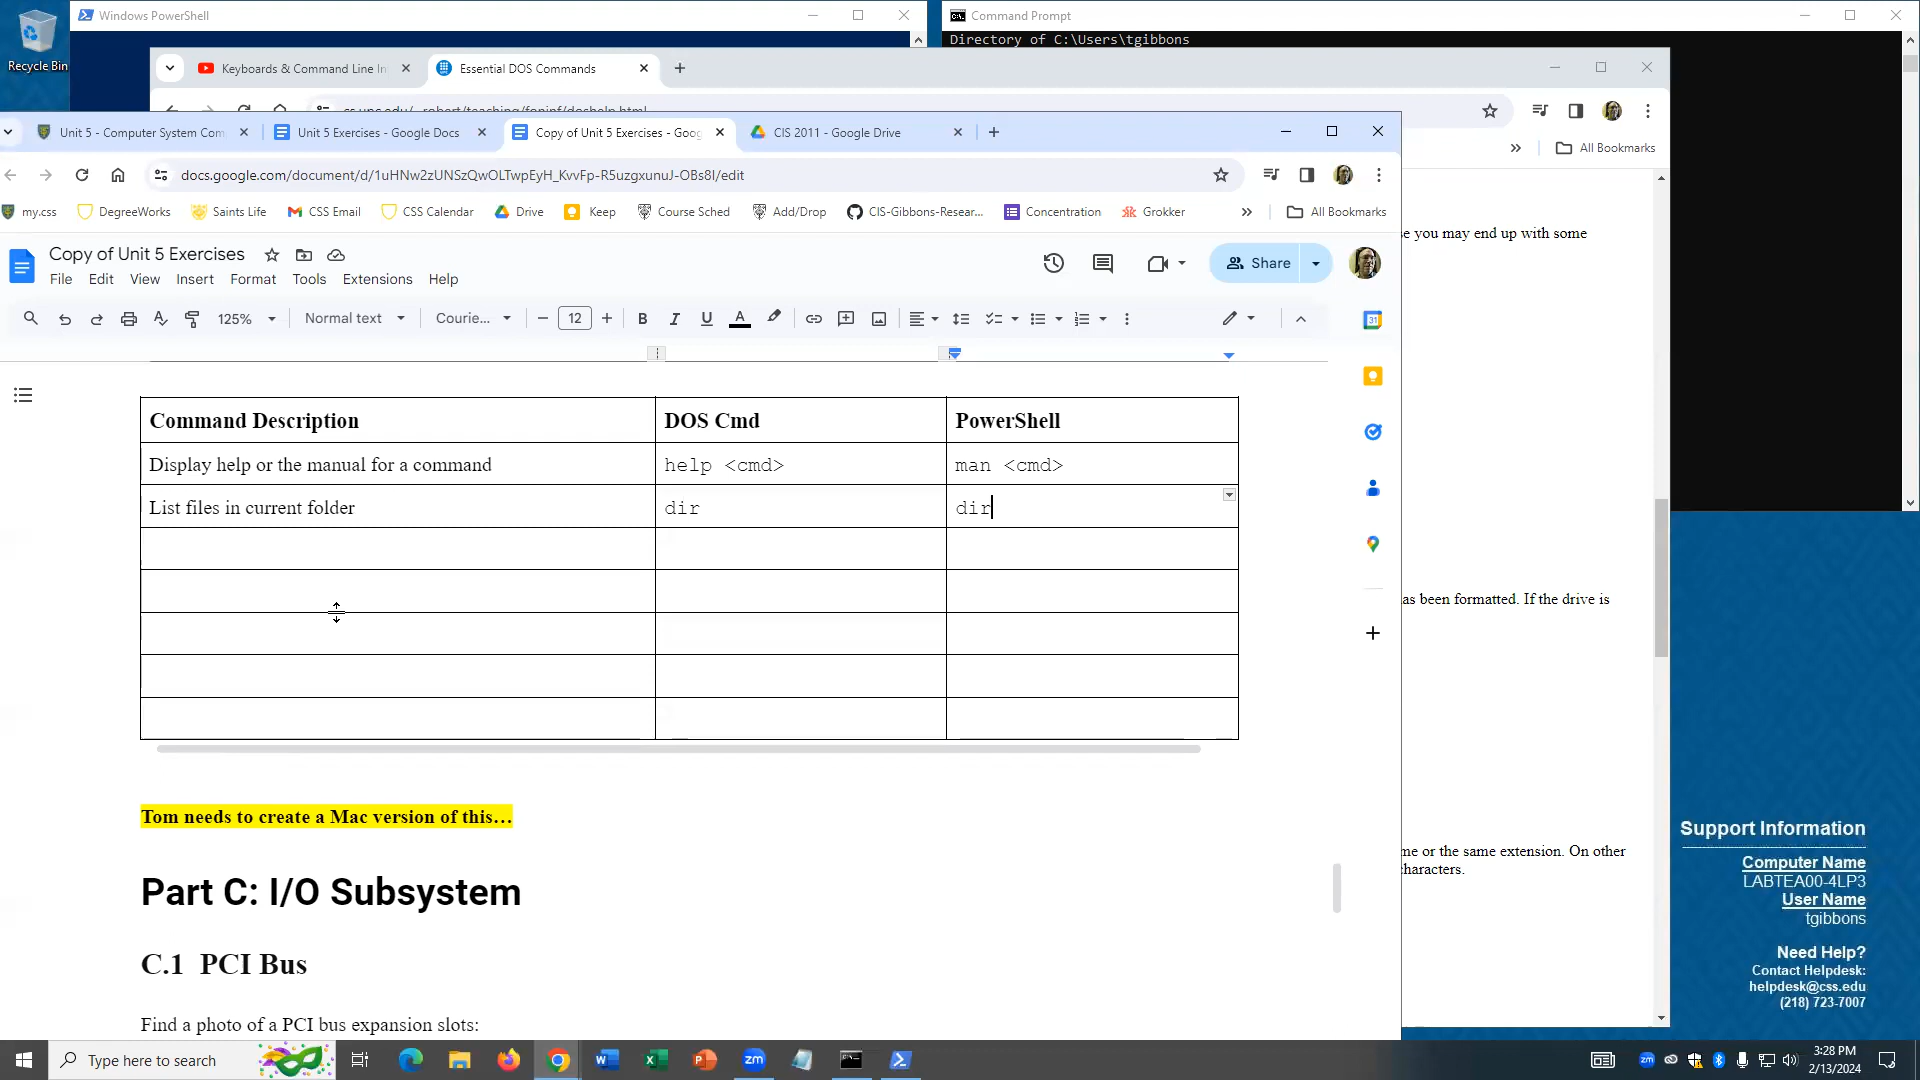 Windows PowerShell
Command Prompt
Directory of C:\Users\tgibbons
Recycle Bin
Keyboards & Command Line In
Essential DOS Commands
Unit 5 - Computer System Com
Unit 5 Exercises - Google Docs
Copy of Unit 5 Exercises - Goog
CIS 2011 - Google Drive
All Bookmarks
docs.google.com/document/d/1uHNw2zUNSzQwOLTwpEyH_KvvFp-R5uzgxunuJ-OBs8I/edit
my.css
DegreeWorks
Saints Life
CSS Email
CSS Calendar
Drive
Keep
Course Sched
Add/Drop
CIS-Gibbons-Resear...
Concentration
Grokker
All Bookmarks
se you may end up with some
Copy of Unit 5 Exercises
Share
File Edit View Insert Format Tools Extensions Help
125%
Normal text
Courie...
12
31
Command Description DOS Cmd PowerShell
Display help or the manual for a command help <cmd> man <cmd>
List files in current folder dir dir
as been formatted. If the drive is
Tom needs to create a Mac version of this...
me or the same extension. On other
characters.
Part C: I/O Subsystem
C.1 PCI Bus
Find a photo of a PCI bus expansion slots:
Support Information
Computer Name
LABTEA00-4LP3
User Name
tgibbons
Need Help?
Contact Helpdesk:
helpdesk@css.edu
(218) 723-7007
Type here to search
3:28 PM
2/13/2024